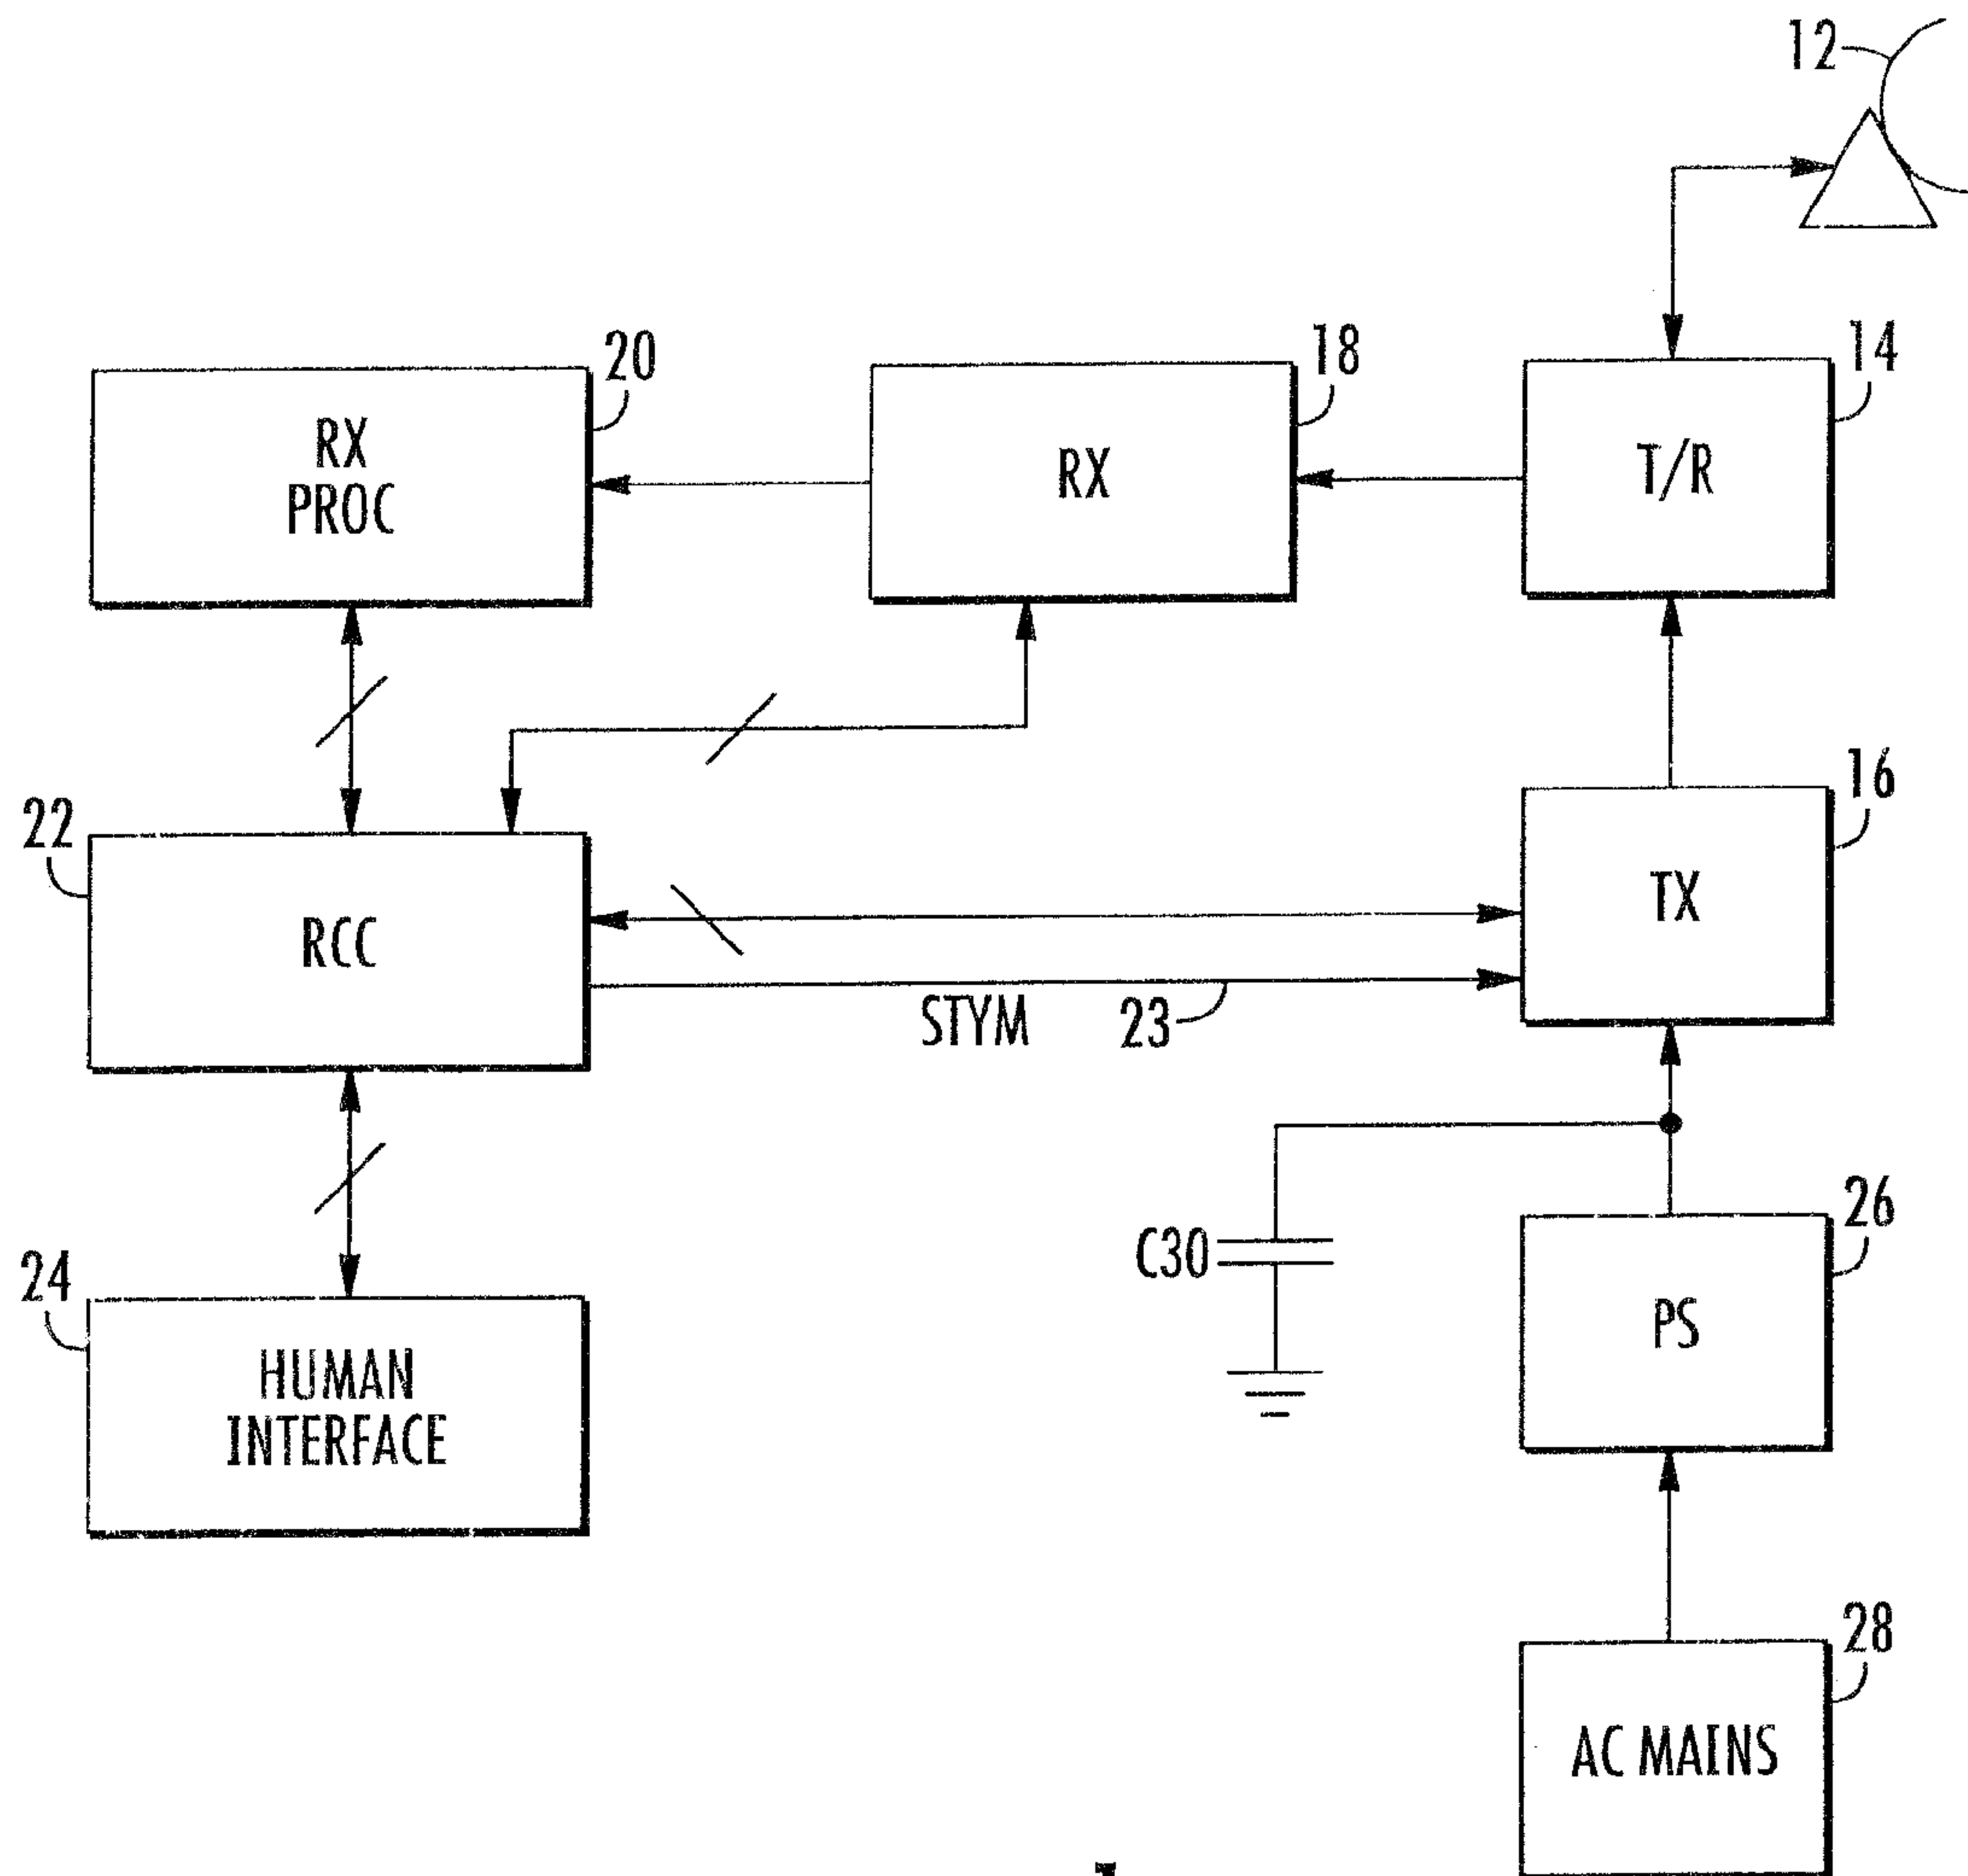 12
20
18
14
RX
PROC
RX
T/R
22
16
RCC
TX
STYM
23
26
C30
24
PS
HUMAN
INTERFACE
28
AC MAINS